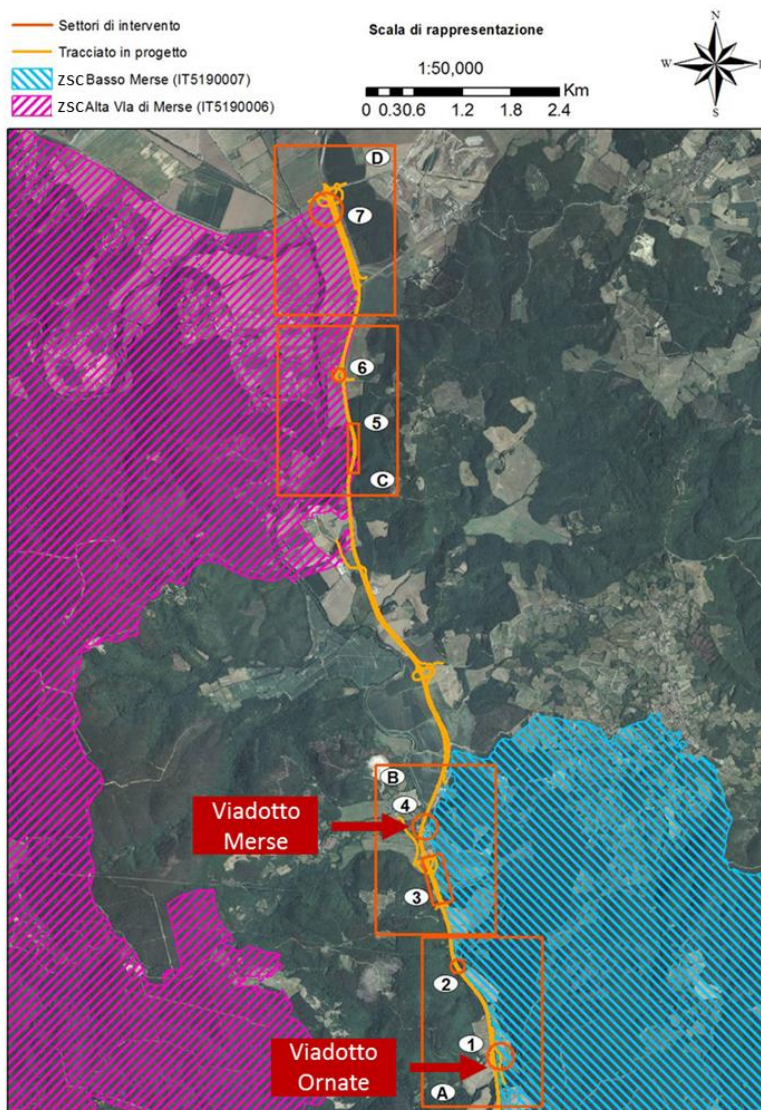 Settori di intervento
Tracciato in progetto
ZSC Basso Merse (IT5190007)
ZSC Alta VIa di Merse (IT5190006)
Scala di rappresentazione
1:50,000
Km
0 0.30.6 1.2 1.8 2.4
N
W E
S
D
7
6
5
C
B
4
Viadotto
Merse
3
2
1
Viadotto
Ornate
A